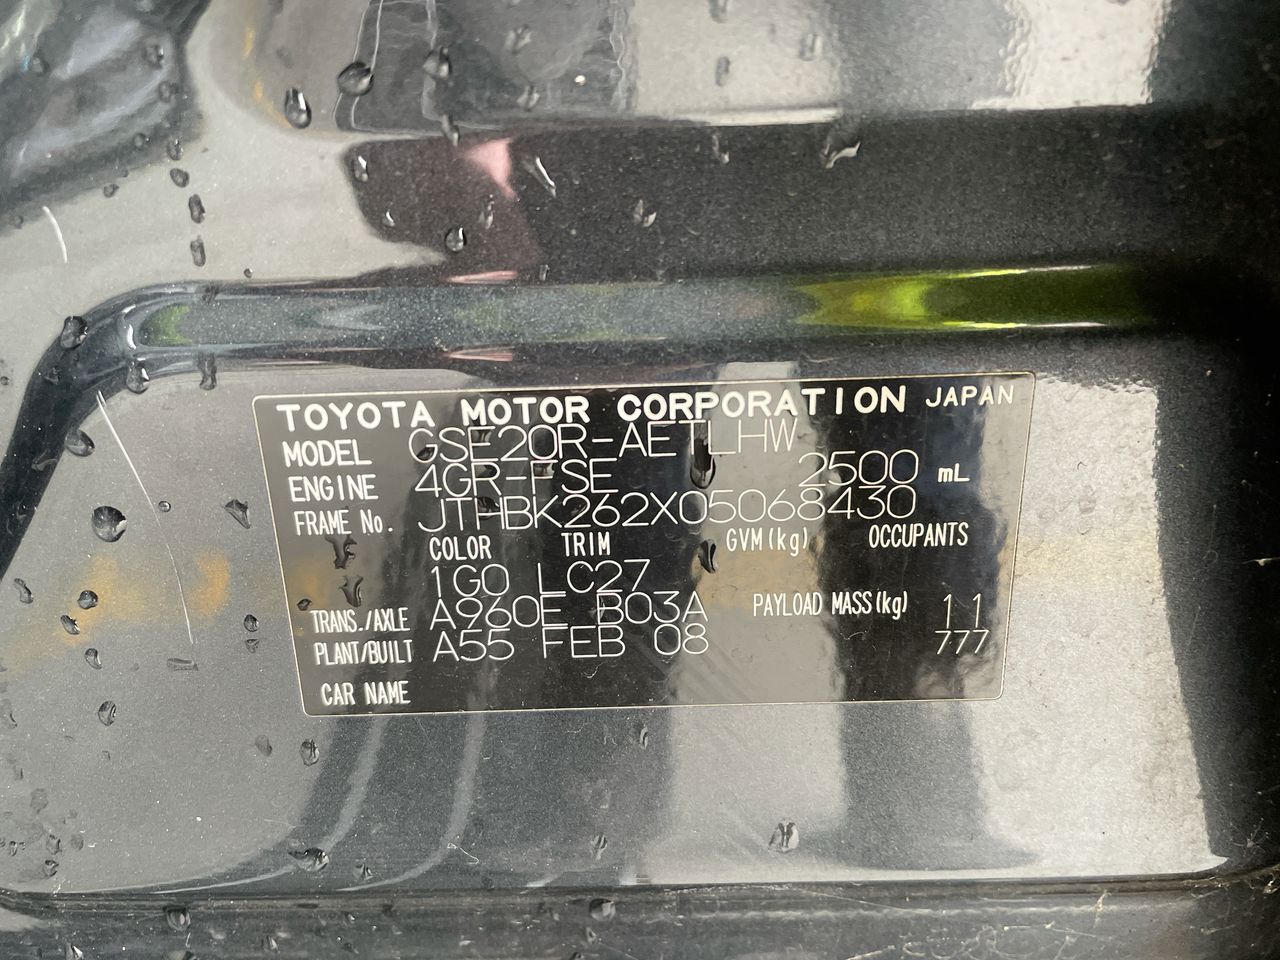 TOYOTA MOTOR CORPORATION JAPAN
MODEL GSE20R-AETLHW
ENGINE 4GR-FSE 2500 mL
FRAME No. JTHBK262X05068430
COLOR TRIM GVM(kg) OCCUPANTS
1G0 LC27
TRANS./AXLE A960E B03A PAYLOAD MASS(kg) 11
PLANT/BUILT A55 FEB 08 777
CAR NAME